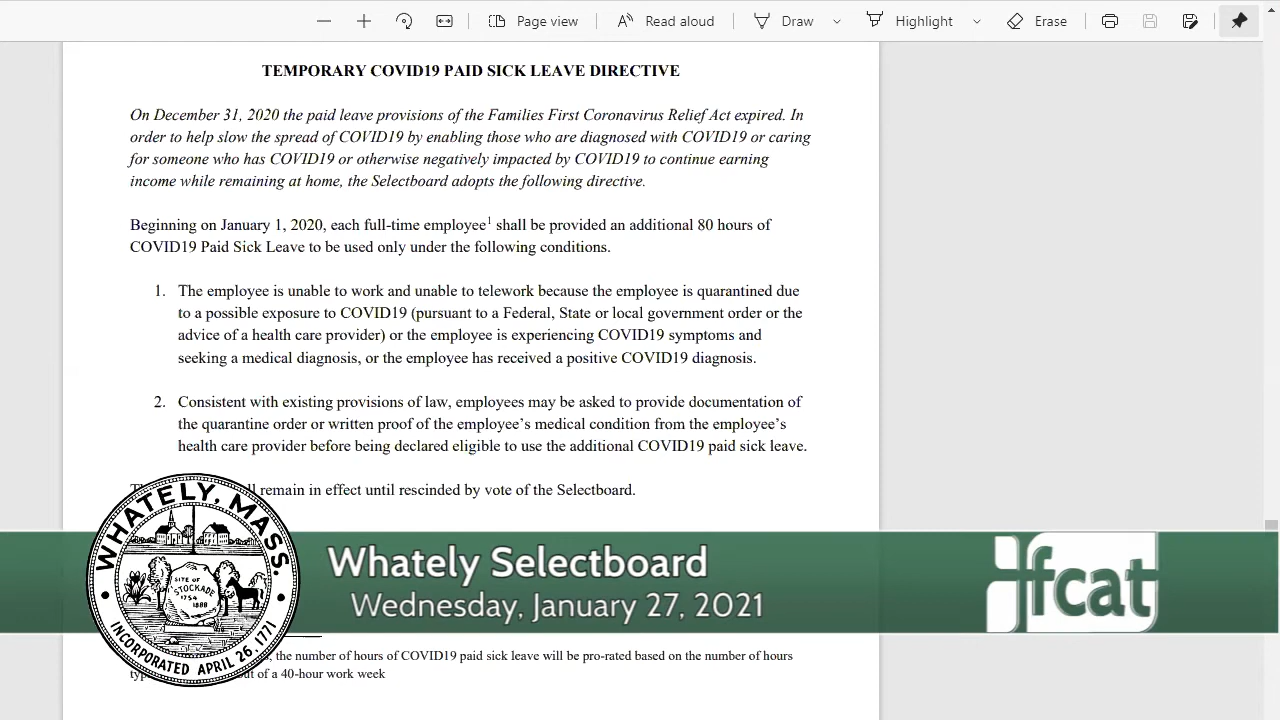 Page view
Read aloud
Draw
Highlight
Erase
TEMPORARY COVID19 PAID SICK LEAVE DIRECTIVE
On December 31, 2020 the paid leave provisions of the Families First Coronavirus Relief Act expired. In
order to help slow the spread of COVID19 by enabling those who are diagnosed with COVID19 or caring
for someone who has COVID19 or otherwise negatively impacted by COVID19 to continue earning
income while remaining at home, the Selectboard adopts the following directive.
Beginning on January 1, 2020, each full-time employee1 shall be provided an additional 80 hours of
COVID19 Paid Sick Leave to be used only under the following conditions.
1. The employee is unable to work and unable to telework because the employee is quarantined due
to a possible exposure to COVID19 (pursuant to a Federal, State or local government order or the
advice of a health care provider) or the employee is experiencing COVID19 symptoms and
seeking a medical diagnosis, or the employee has received a positive COVID19 diagnosis.
2. Consistent with existing provisions of law, employees may be asked to provide documentation of
the quarantine order or written proof of the employee’s medical condition from the employee’s
health care provider before being declared eligible to use the additional COVID19 paid sick leave.
remain in effect until rescinded by vote of the Selectboard.
WHATELY, MASS.
SITE OF
STOCKADE
1754
1888
INCORPORATED APRIL 26, 1771
Whately Selectboard
Wednesday, January 27, 2021
fcat
the number of hours of COVID19 paid sick leave will be pro-rated based on the number of hours
of a 40-hour work week